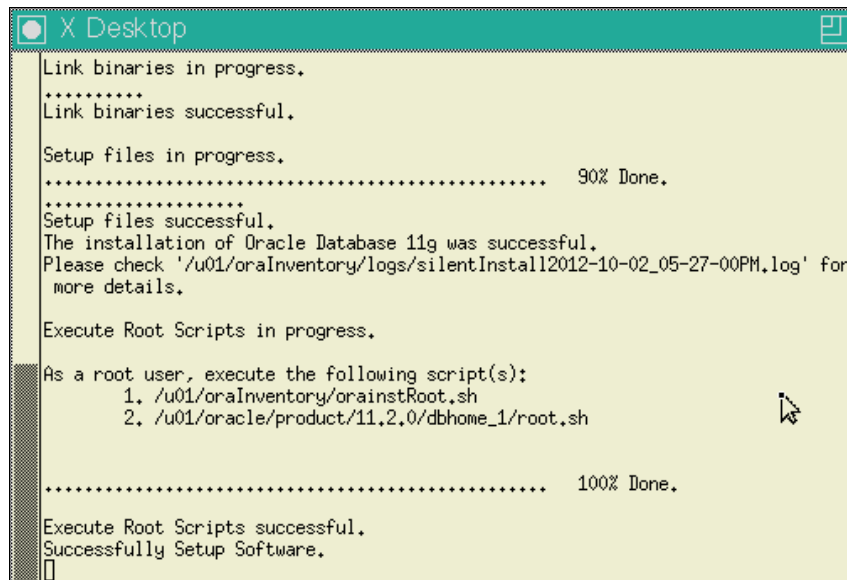 X Desktop
Link binaries in progress.
..........
Link binaries successful.
Setup files in progress.
.................................................. 90% Done.
....................
Setup files successful.
The installation of Oracle Database 11g was successful.
Please check '/u01/oraInventory/logs/silentInstall2012-10-02_05-27-00PM.log' for
more details.
Execute Root Scripts in progress.
As a root user, execute the following script(s):
1. /u01/oraInventory/orainstRoot.sh
2. /u01/oracle/product/11.2.0/dbhome_1/root.sh
.................................................. 100% Done.
Execute Root Scripts successful.
Successfully Setup Software.